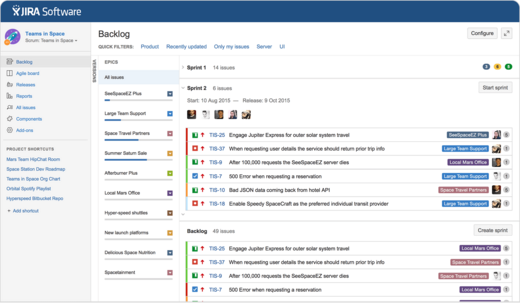 JIRA Software
Teams in Space
Scrum: Teams in Space
Backlog
Agile board
Releases
Reports
All issues
Components
Add-ons
PROJECT SHORTCUTS
Mars Team HipChat Room
Space Station Dev Roadmap
Teams in Space Org Chart
Orbital Spotify Playlist
Hyperspeed Bitbucket Repo
+ Add shortcut
Backlog
Configure
QUICK FILTERS: Product Recently updated Only my issues Server UI
VERSIONS
EPICS
All issues
SeeSpaceEZ Plus
Large Team Support
Space Travel Partners
Summer Saturn Sale
Afterburner Plus
Local Mars Office
Hyper-speed shuttles
New launch platforms
Delicious Space Nutrition
Spacetainment
Sprint 1 14 issues
Sprint 2 6 issues
Start sprint
Start: 10 Aug 2015 — Release: 9 Oct 2015
TIS-25 Engage Jupiter Express for outer solar system travel SeeSpaceEZ Plus
TIS-37 When requesting user details the service should return prior trip info Large Team Support
TIS-9 After 100,000 requests the SeeSpaceEZ server dies Local Mars Office
TIS-7 500 Error when requesting a reservation Large Team Support
TIS-10 Bad JSON data coming back from hotel API Space Travel Partners
TIS-18 Enable Speedy SpaceCraft as the preferred individual transit provider Large Team Support
Backlog 49 issues
Create sprint
TIS-25 Engage Jupiter Express for outer solar system travel Local Mars Office
TIS-37 When requesting user details the service should return prior trip info Space Travel Partners
TIS-9 After 100,000 requests the SeeSpaceEZ server dies Space Travel Partners
TIS-7 500 Error when requesting a reservation Local Mars Office